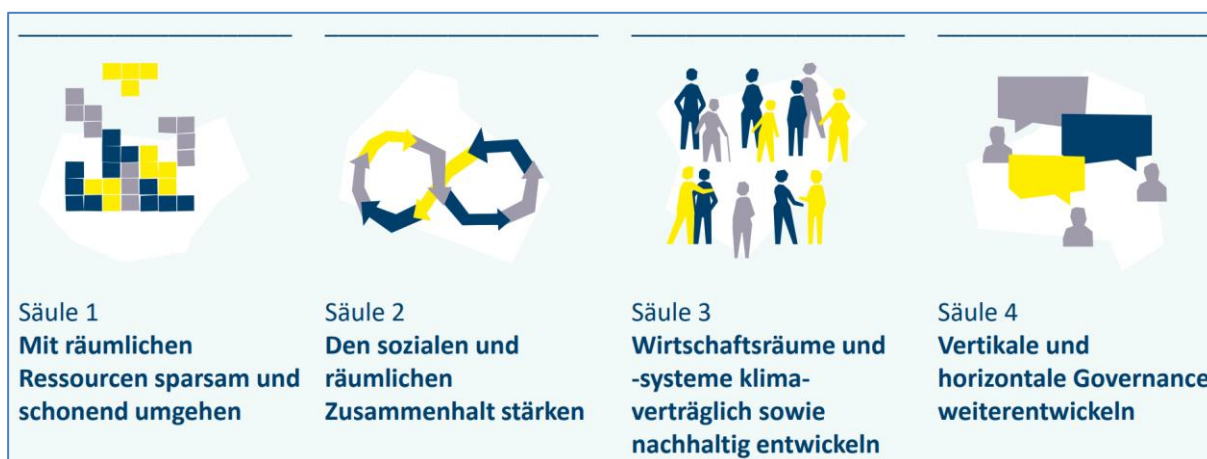 Säule 1
Mit räumlichen
Ressourcen sparsam und
schonend umgehen
Säule 2
Den sozialen und
räumlichen
Zusammenhalt stärken
Säule 3
Wirtschaftsräume und
-systeme klima-
verträglich sowie
nachhaltig entwickeln
Säule 4
Vertikale und
horizontale Governance
weiterentwickeln